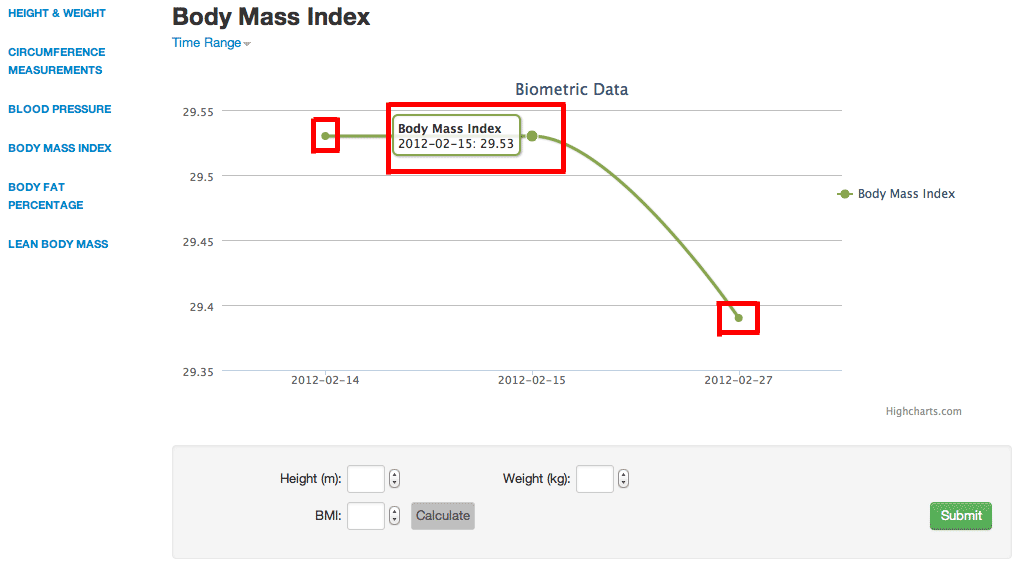 HEIGHT & WEIGHT
CIRCUMFERENCE
MEASUREMENTS
BLOOD PRESSURE
BODY MASS INDEX
BODY FAT
PERCENTAGE
LEAN BODY MASS
Body Mass Index
Time Range
Biometric Data
29.55
29.5
29.45
29.4
29.35
Body Mass Index
2012-02-15: 29.53
2012-02-14
2012-02-15
2012-02-27
Body Mass Index
Highcharts.com
Height (m):
Weight (kg):
BMI:
Calculate
Submit